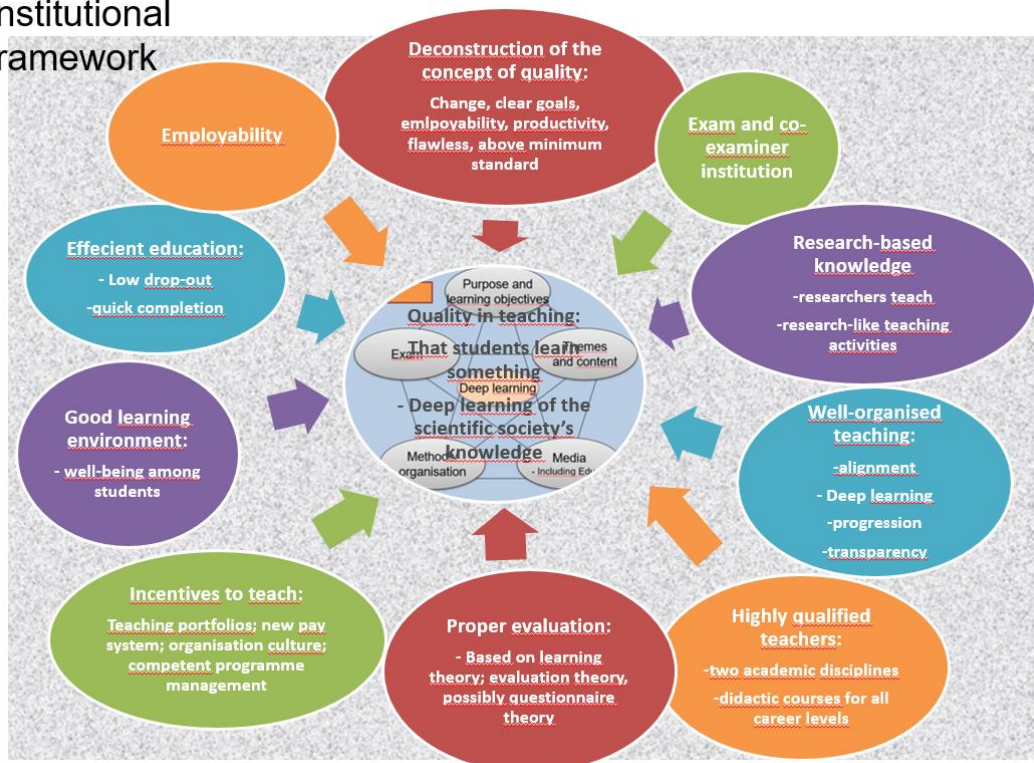 nstitutional
ramework
Deconstruction of the
concept of quality:
Change, clear goals,
emlpoyability, productivity,
flawless, above minimum
standard
Employability
Exam and co-
examiner
institution
Effecient education:
- Low drop-out
-quick completion
Research-based
knowledge
-researchers teach
-research-like teaching
activities
Purpose and
learning objectives
Quality in teaching:
That students learn
something
- Deep learning of the
scientific society's
knowledge
Exam
Themes
and content
Deep learning
Method
organisation
Media
- Including Edu
Good learning
environment:
- well-being among
students
Well-organised
teaching:
-alignment
- Deep learning
-progression
-transparency
Incentives to teach:
Teaching portfolios; new pay
system; organisation culture;
competent programme
management
Proper evaluation:
- Based on learning
theory; evaluation theory,
possibly questionnaire
theory
Highly qualified
teachers:
-two academic disciplines
-didactic courses for all
career levels